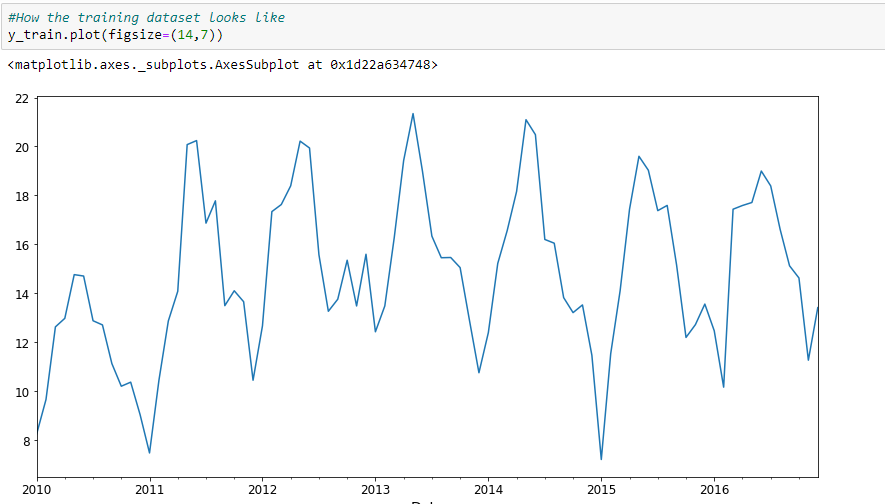 #How the training dataset looks like
y_train.plot(figsize=(14,7))
<matplotlib.axes._subplots.AxesSubplot at 0x1d22a634748>
22
20
18
16
14
12
10
8
2010 2011 2012 2013 2014 2015 2016